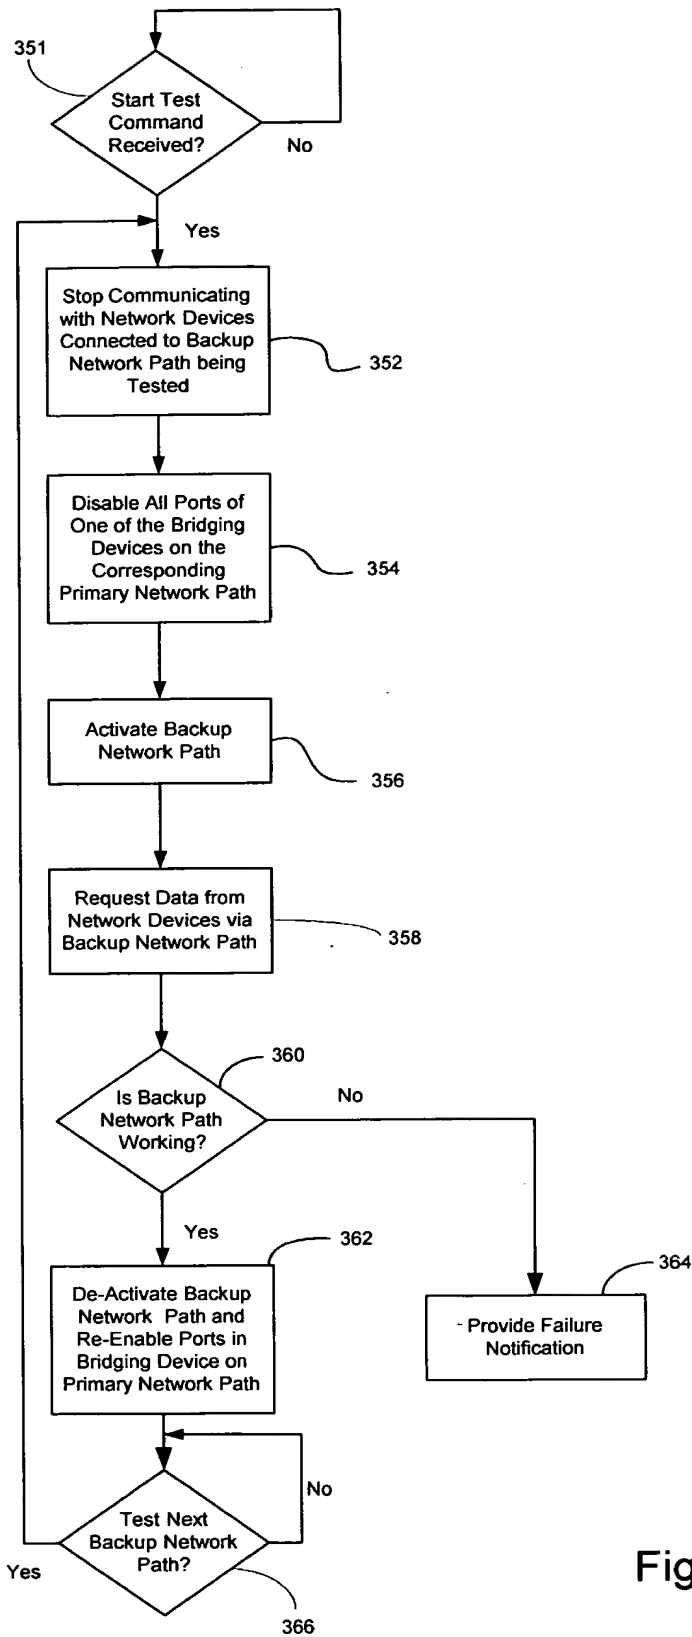 351
Start Test
Command
Received?
No
Yes
Stop Communicating
with Network Devices
Connected to Backup
Network Path being
Tested
352
Disable All Ports of
One of the Bridging
Devices on the
Corresponding
Primary Network Path
354
Activate Backup
Network Path
356
Request Data from
Network Devices via
Backup Network Path
358
360
Is Backup
Network Path
Working?
No
Yes
362
De-Activate Backup
Network Path and
Re-Enable Ports in
Bridging Device on
Primary Network Path
364
Provide Failure
Notification
No
Test Next
Backup Network
Path?
Yes
366
Fig